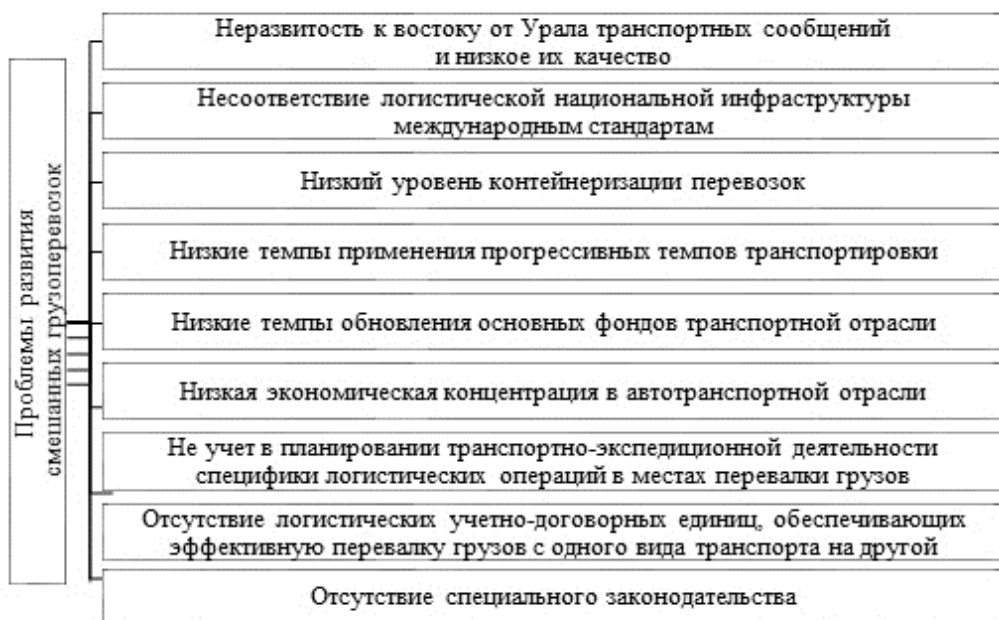 Проблемы развития
смешанных грузоперевозок
Неразвитость к востоку от Урала транспортных сообщений
и низкое их качество
Несоответствие логистической национальной инфраструктуры
международным стандартам
Низкий уровень контейнеризации перевозок
Низкие темпы применения прогрессивных темпов транспортировки
Низкие темпы обновления основных фондов транспортной отрасли
Низкая экономическая концентрация в автотранспортной отрасли
Не учет в планировании транспортно-экспедиционной деятельности
специфики логистических операций в местах перевалки грузов
Отсутствие логистических учетно-договорных единиц, обеспечивающих
эффективную перевалку грузов с одного вида транспорта на другой
Отсутствие специального законодательства